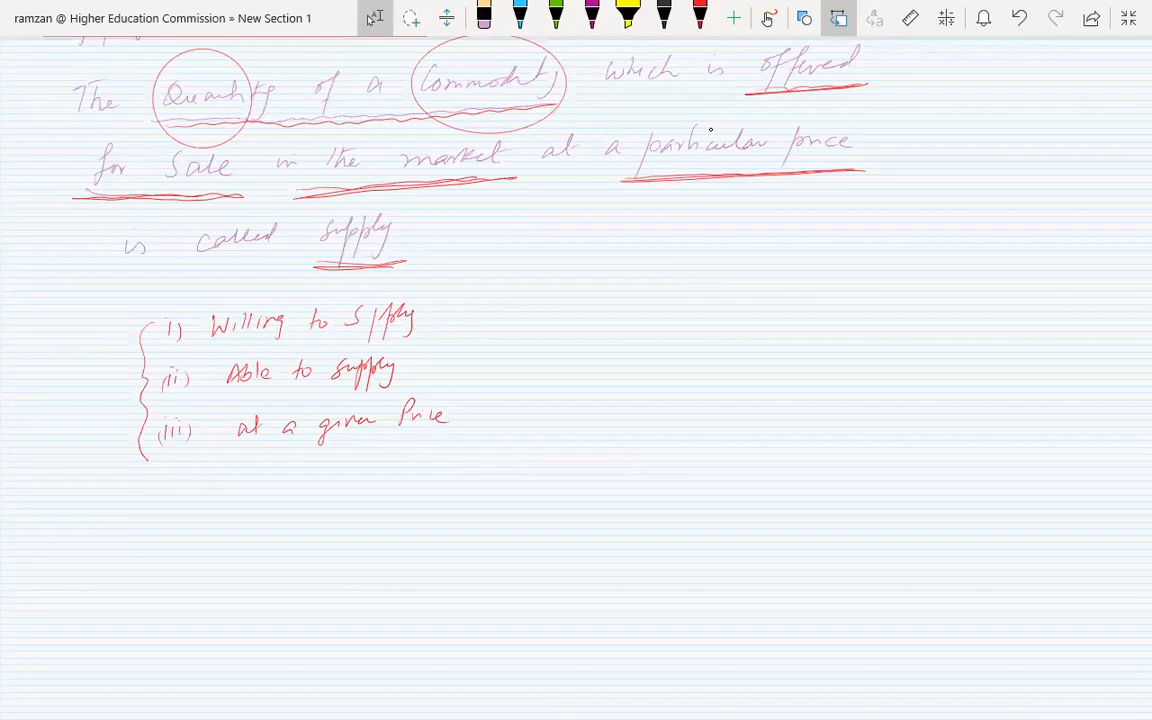 ramzan @ Higher Education Commission » New Section 1
The Quantity of a Commodity which is offered
for Sale in the market at a particular price
is called supply
i) Willing to Supply
(ii) Able to supply
(iii) at a given Price